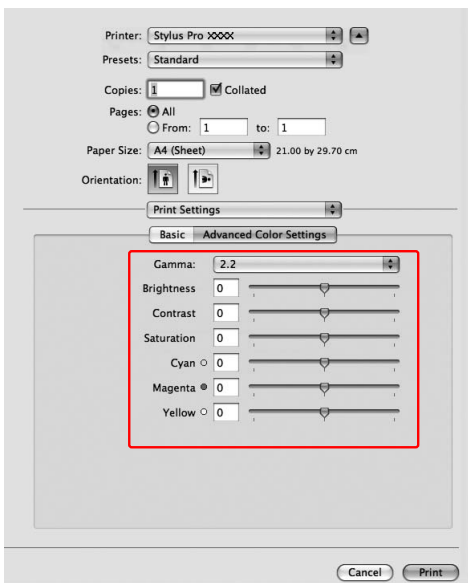 Printer: Stylus Pro XXXX
Presets: Standard
Copies: 1 Collated
Pages: All
From: 1 to: 1
Paper Size: A4 (Sheet) 21.00 by 29.70 cm
Orientation:
Print Settings
Basic Advanced Color Settings
Gamma: 2.2
Brightness 0
Contrast 0
Saturation 0
Cyan 0
Magenta 0
Yellow 0
Cancel Print